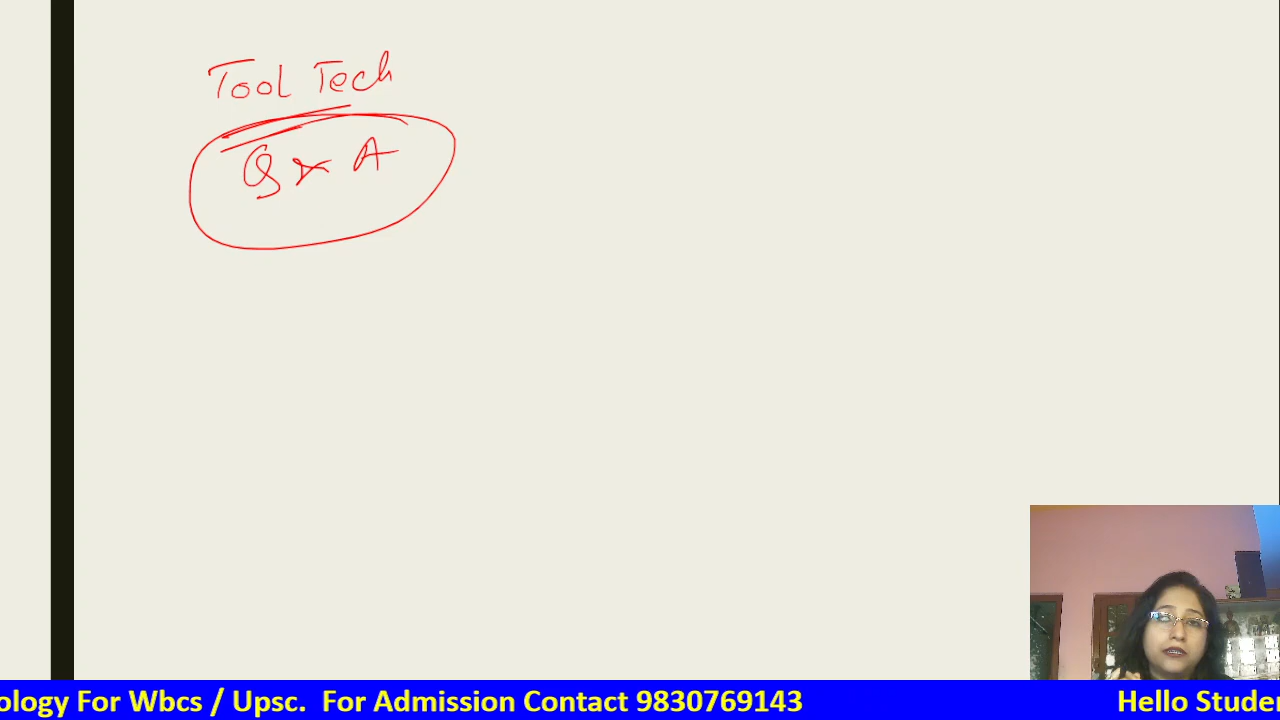 Tool Tech
Q & A
ology For Wbcs / Upsc.  For Admission Contact 9830769143
Hello Studer